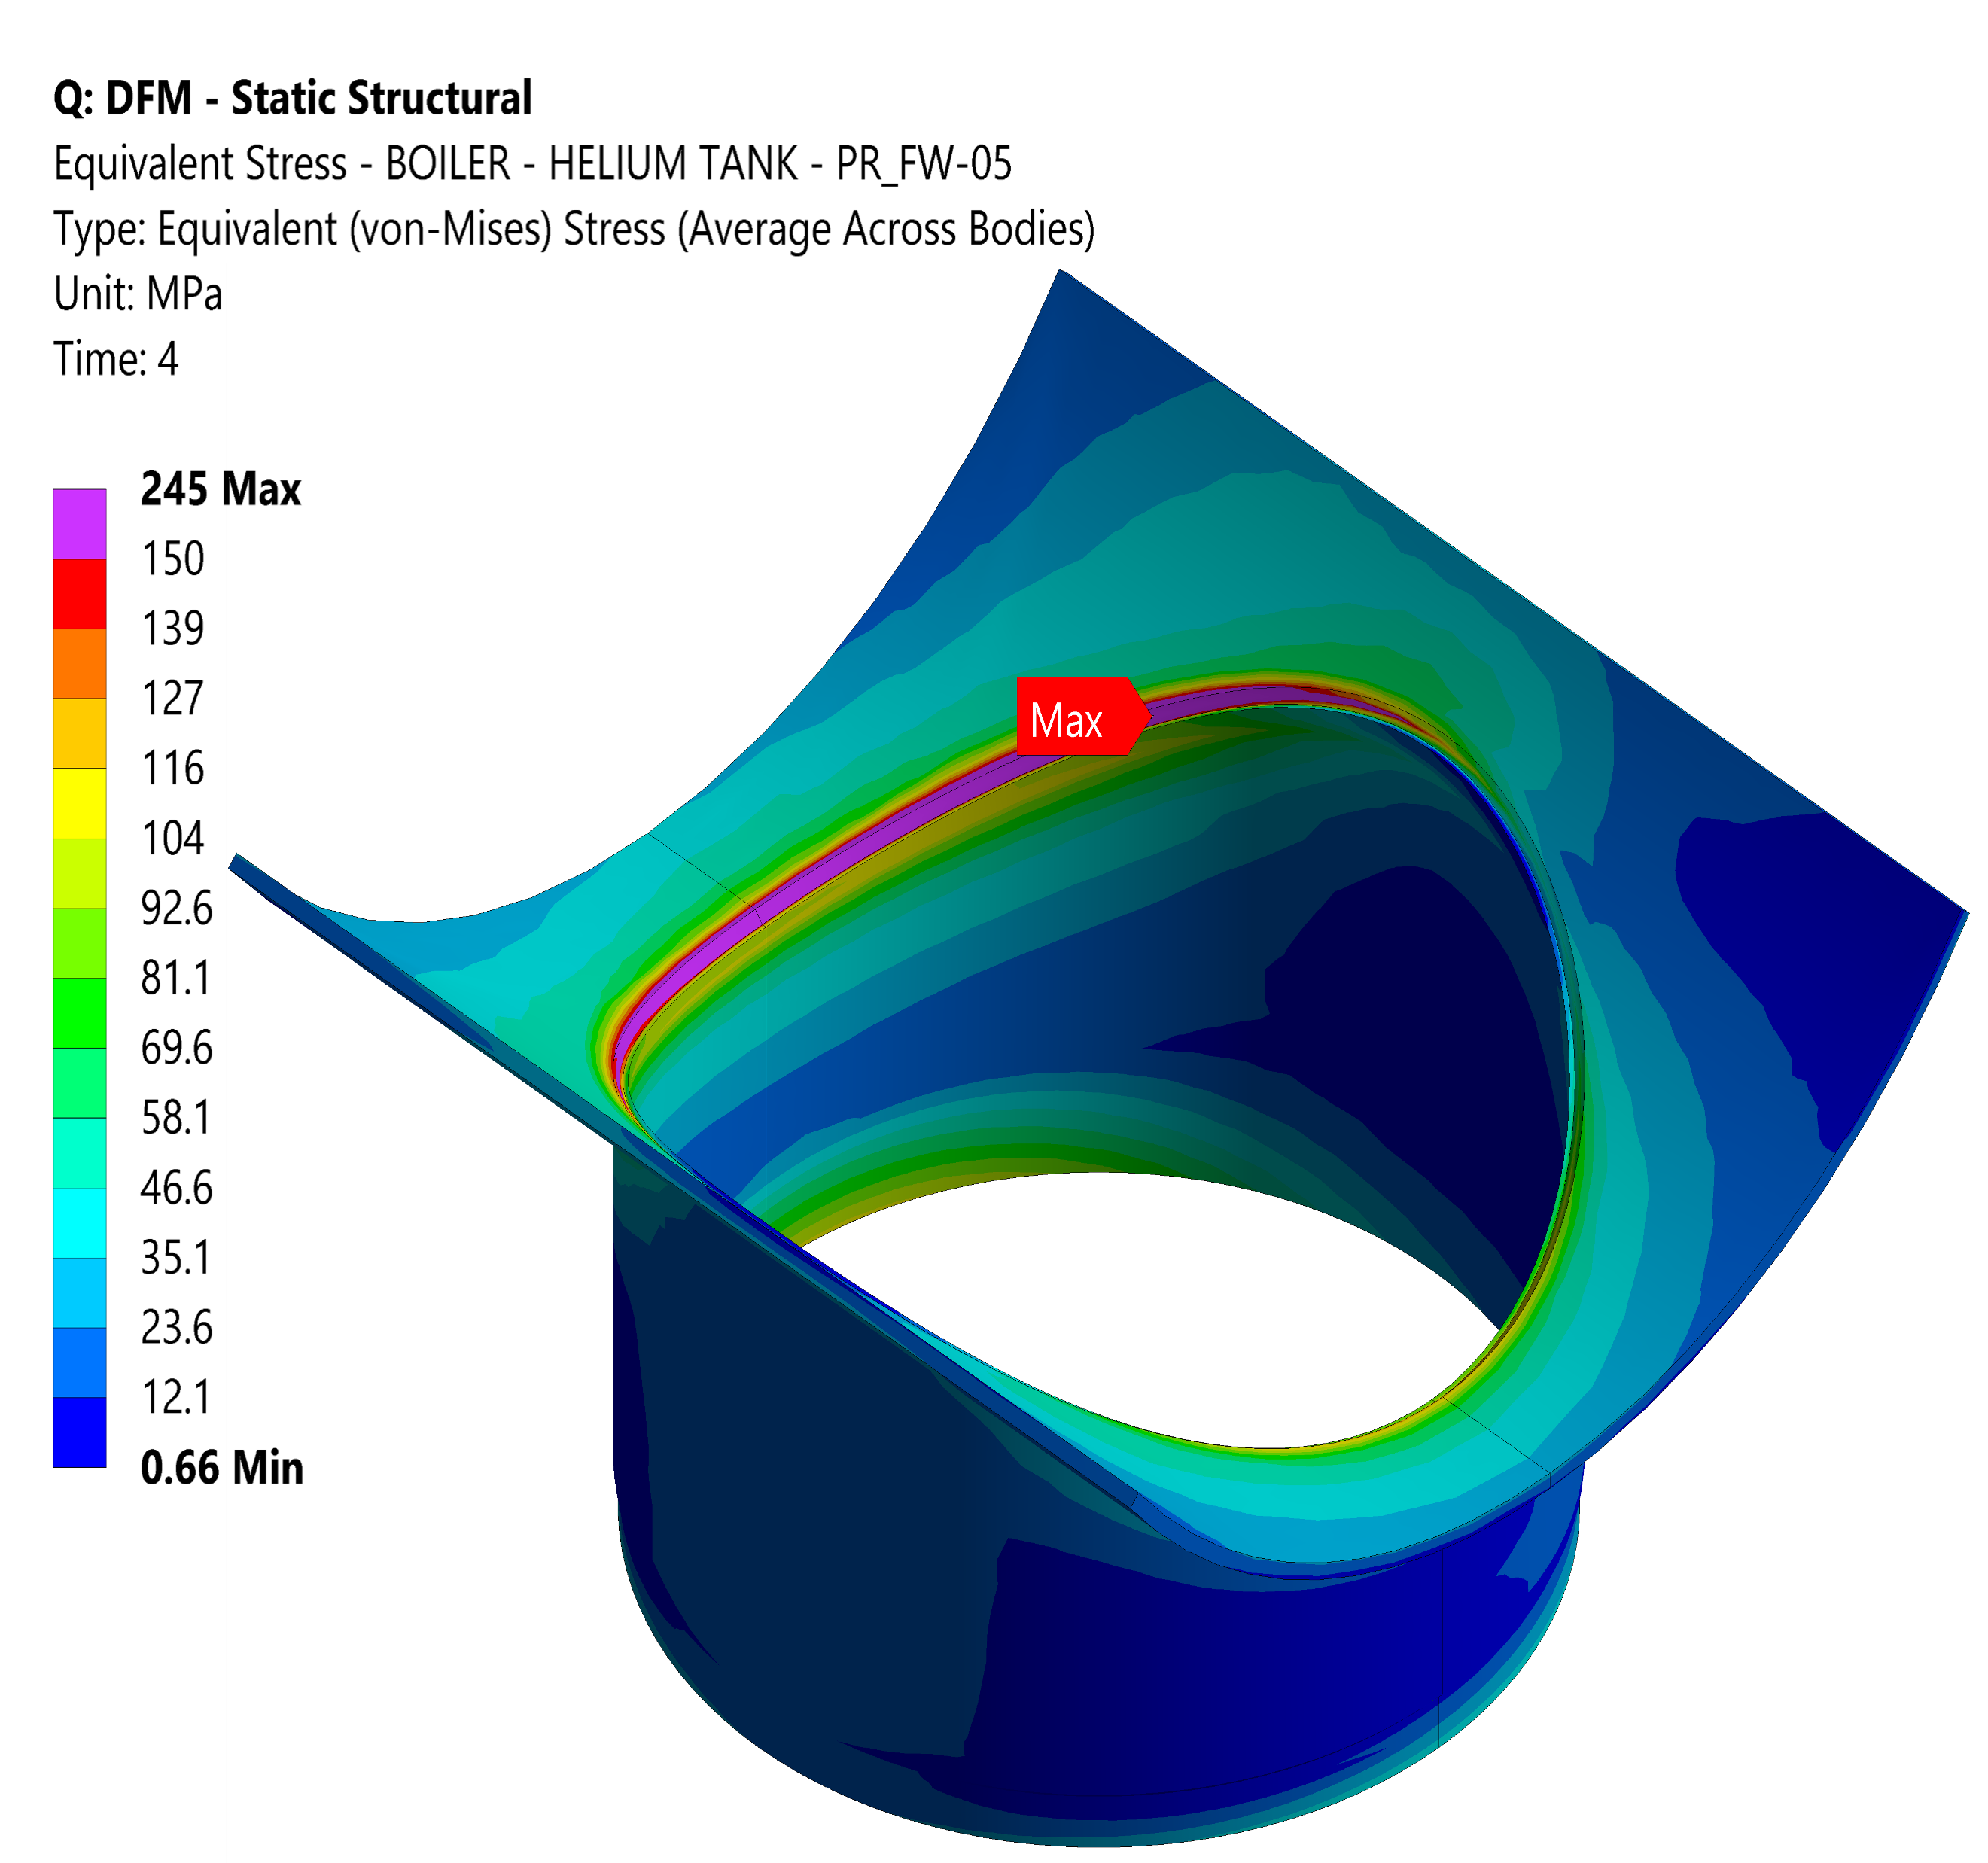 Q: DFM - Static Structural
Equivalent Stress - BOILER - HELIUM TANK - PR_FW-05
Type: Equivalent (von-Mises) Stress (Average Across Bodies)
Unit: MPa
Time: 4
245 Max
150
139
127
116
104
92.6
81.1
69.6
58.1
46.6
35.1
23.6
12.1
0.66 Min
Max